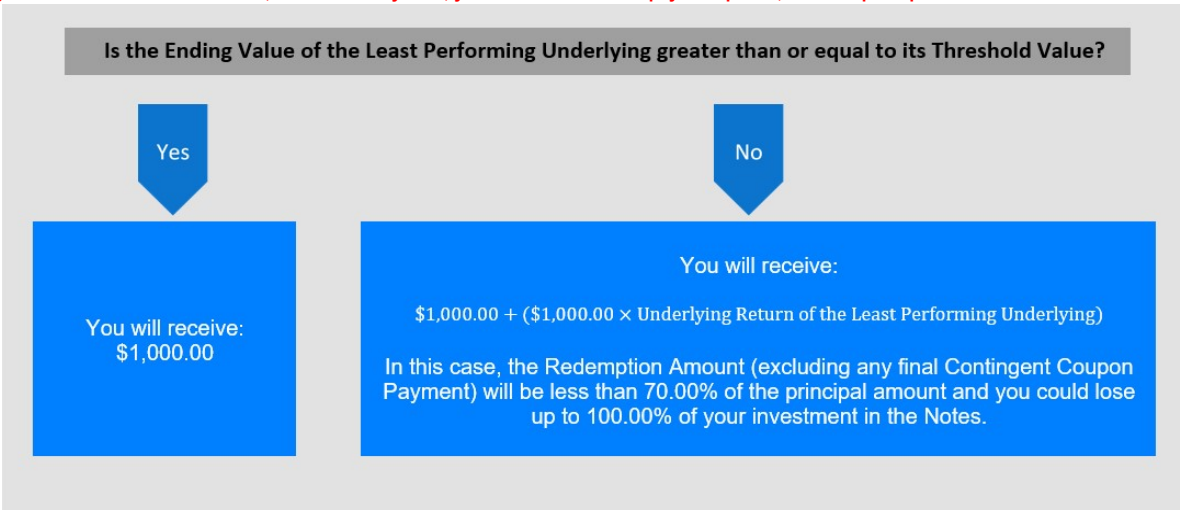 Is the Ending Value of the Least Performing Underlying greater than or equal to its Threshold Value?
Yes
No
You will receive:
$1,000.00
You will receive:
$1,000.00 + ($1,000.00 × Underlying Return of the Least Performing Underlying)
In this case, the Redemption Amount (excluding any final Contingent Coupon
Payment) will be less than 70.00% of the principal amount and you could lose
up to 100.00% of your investment in the Notes.